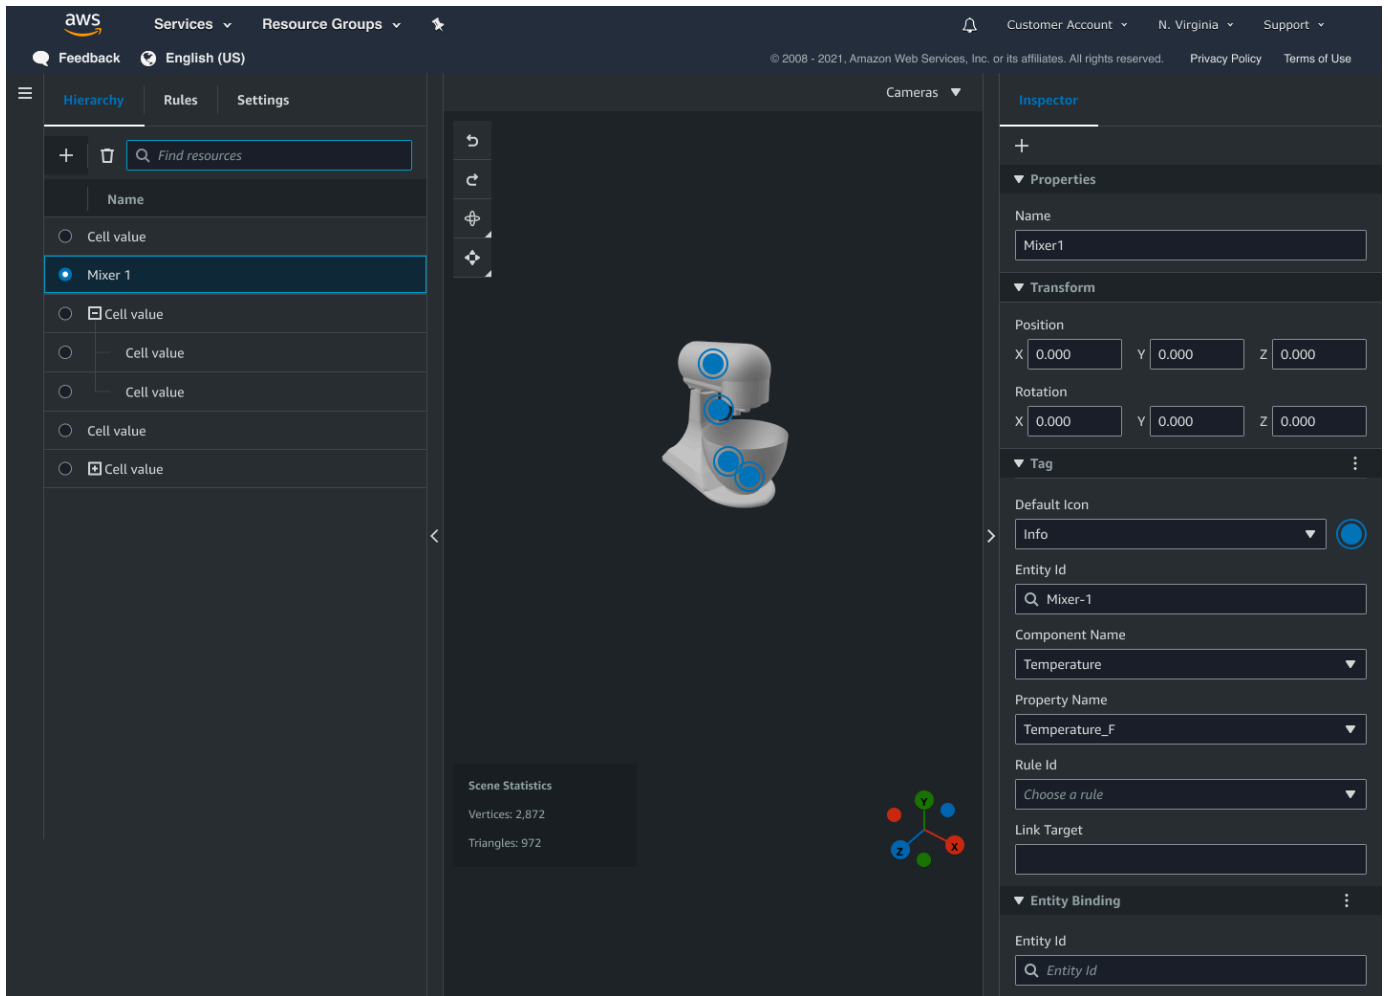 aws
Services
Resource Groups
Customer Account
N. Virginia
Support
Feedback
English (US)
© 2008 - 2021, Amazon Web Services, Inc. or its affiliates. All rights reserved.
Privacy Policy
Terms of Use
Hierarchy
Rules
Settings
Find resources
Name
Cell value
Mixer 1
Cell value
Cell value
Cell value
Cell value
Cell value
Cameras
Scene Statistics
Vertices: 2,872
Triangles: 972
Y
Z
X
Inspector
Properties
Name
Mixer1
Transform
Position
X 0.000 Y 0.000 Z 0.000
Rotation
X 0.000 Y 0.000 Z 0.000
Tag
Default Icon
Info
Entity Id
Mixer-1
Component Name
Temperature
Property Name
Temperature_F
Rule Id
Choose a rule
Link Target
Entity Binding
Entity Id
Entity Id